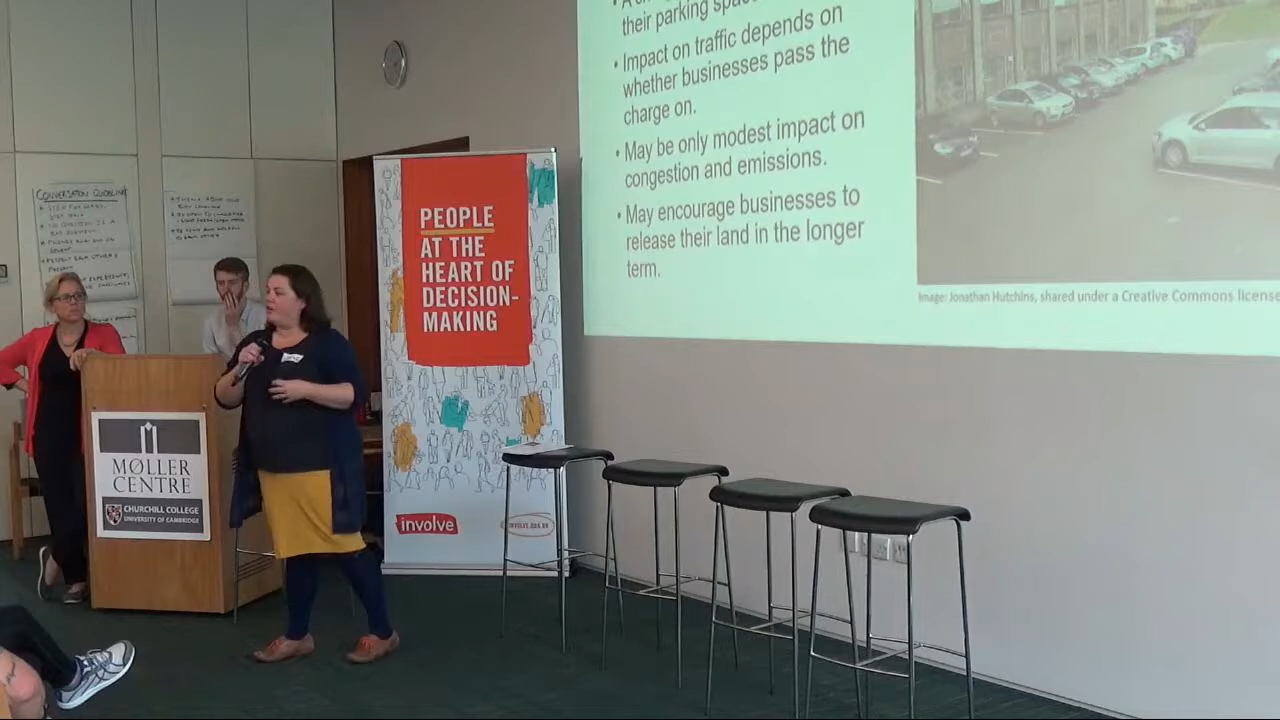 their parking space
• Impact on traffic depends on
whether businesses pass the
charge on.
• May be only modest impact on
congestion and emissions.
• May encourage businesses to
release their land in the longer
term.
Image: Jonathan Hutchins, shared under a Creative Commons license
PEOPLE
AT THE
HEART OF
DECISION-
MAKING
involve
INVOLVE.ORG.UK
MØLLER
CENTRE
CHURCHILL COLLEGE
UNIVERSITY OF CAMBRIDGE
CONVERSATION GUIDELINES